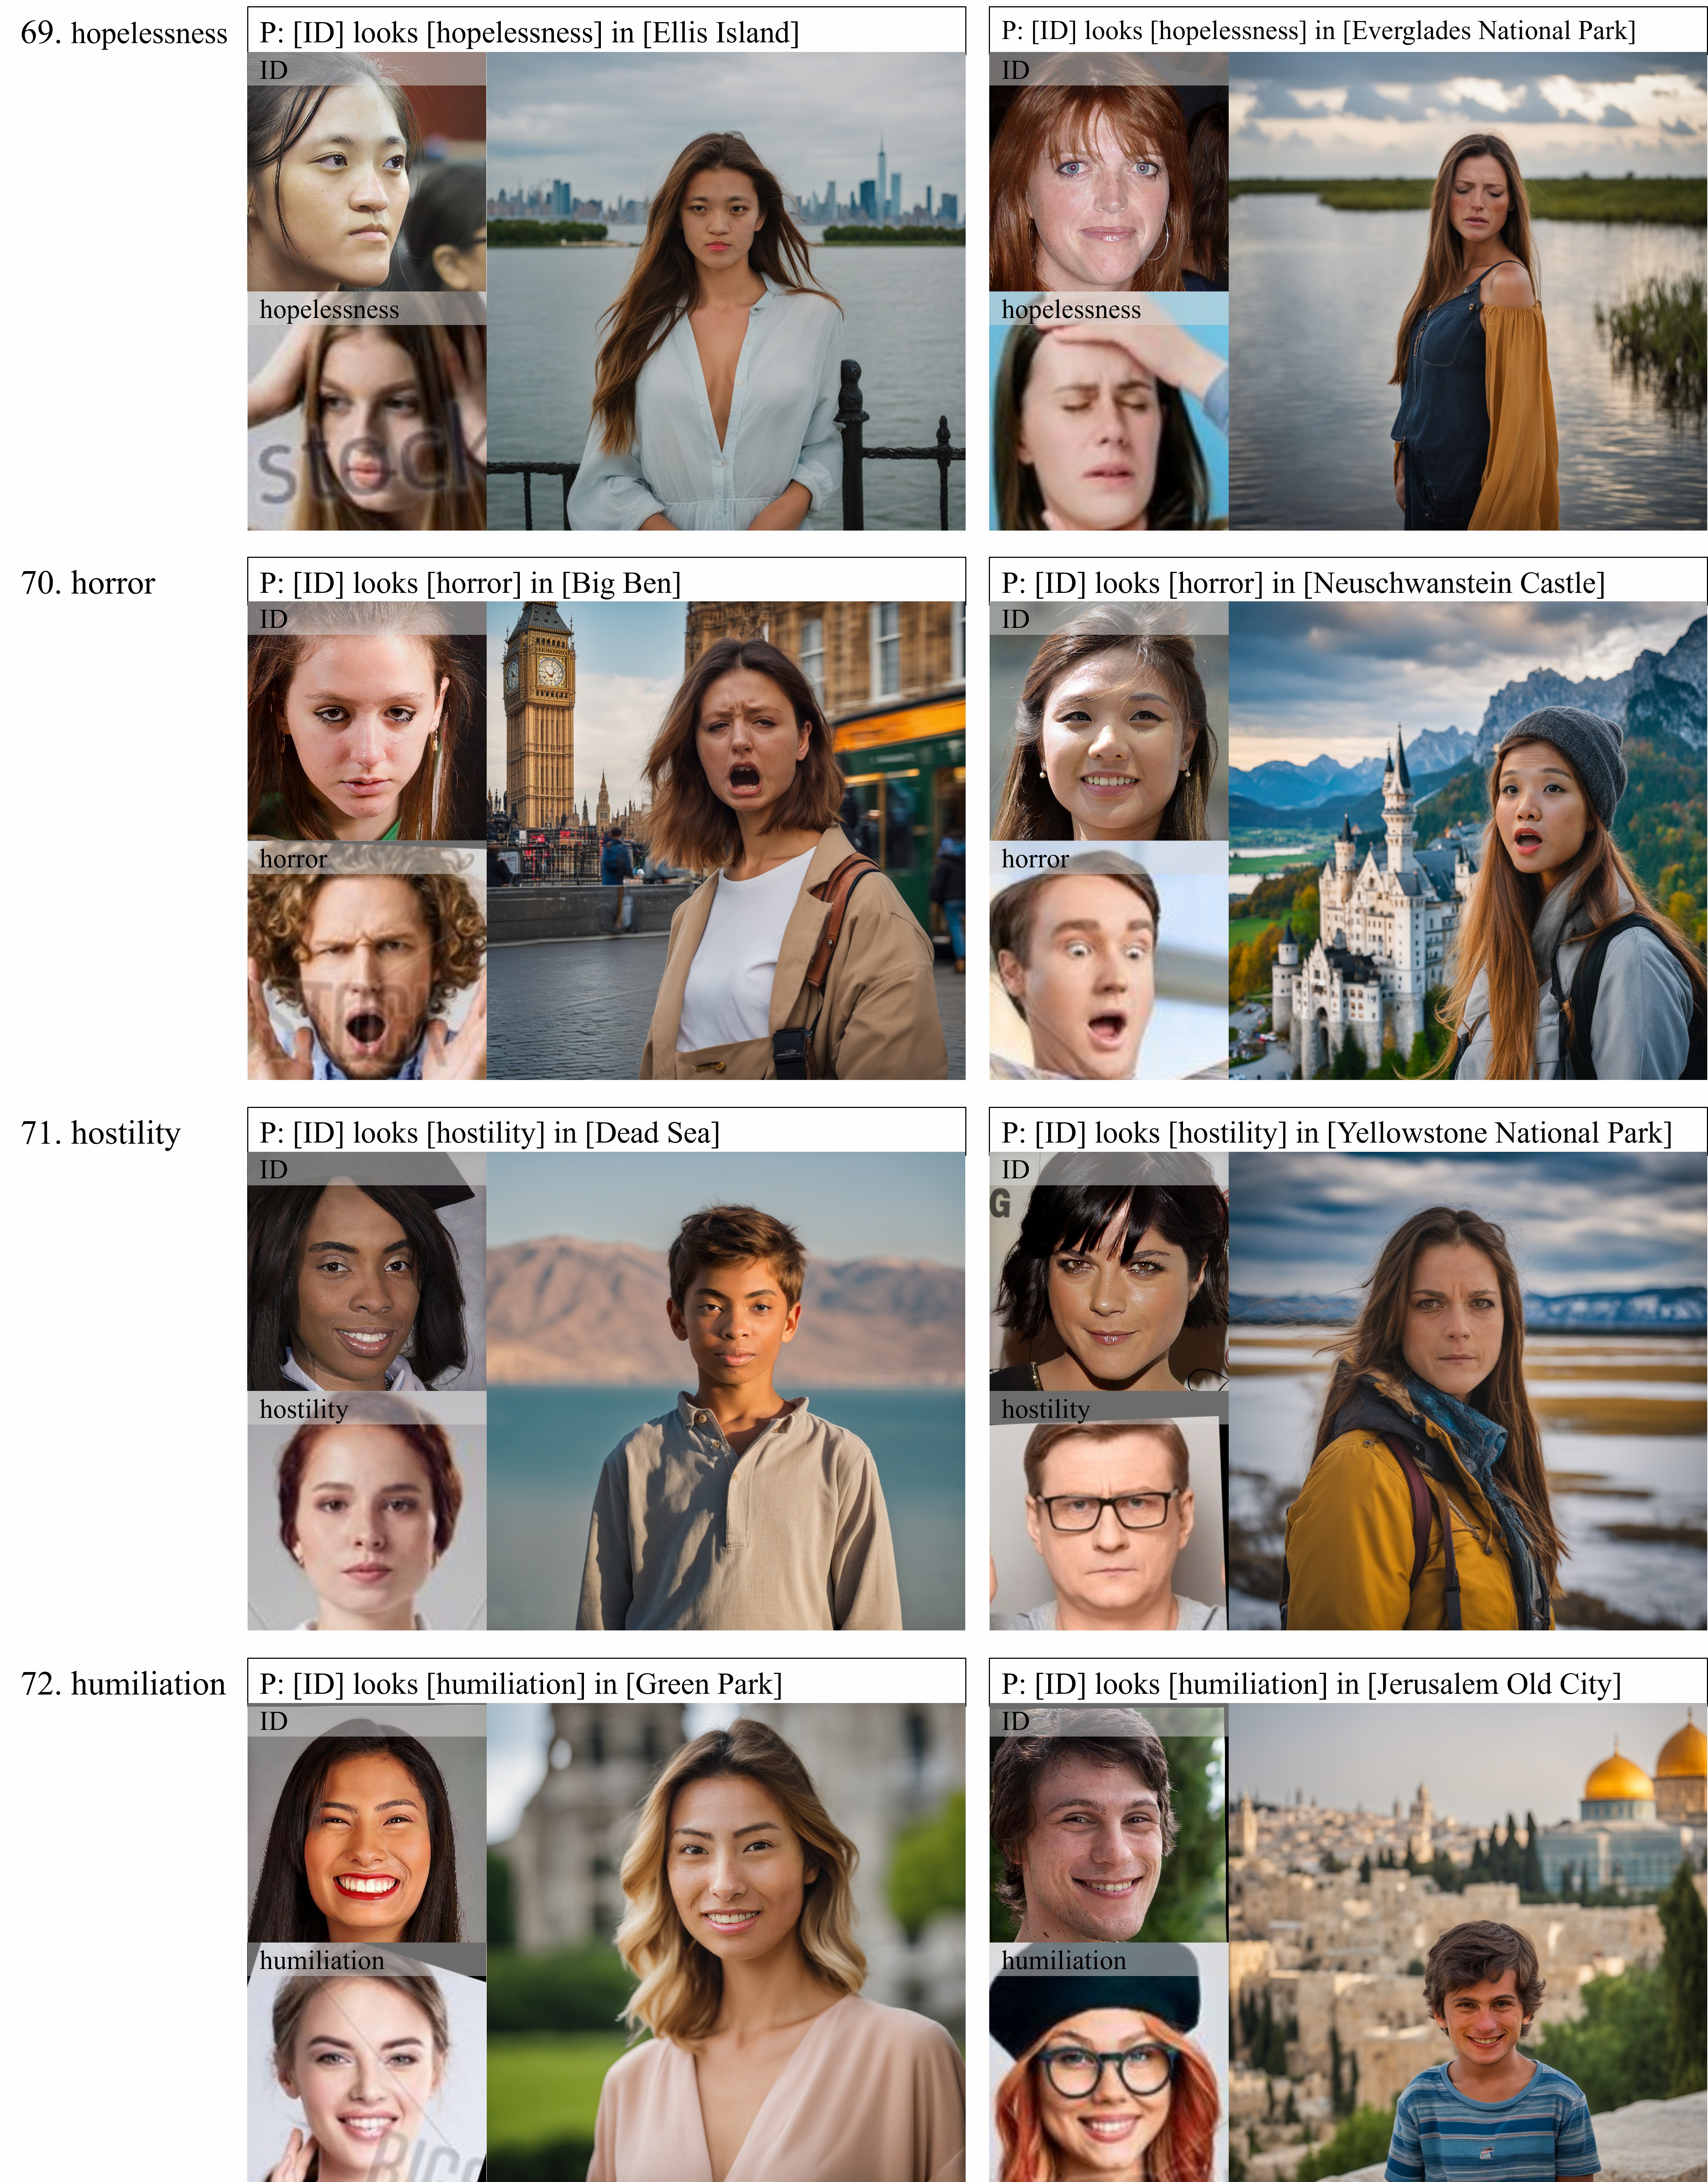 69. hopelessness
P: [ID] looks [hopelessness] in [Ellis Island]
ID
hopelessness
stock
P: [ID] looks [hopelessness] in [Everglades National Park]
ID
hopelessness
70. horror
P: [ID] looks [horror] in [Big Ben]
ID
horror
P: [ID] looks [horror] in [Neuschwanstein Castle]
ID
horror
71. hostility
P: [ID] looks [hostility] in [Dead Sea]
ID
hostility
P: [ID] looks [hostility] in [Yellowstone National Park]
ID
G
hostility
72. humiliation
P: [ID] looks [humiliation] in [Green Park]
ID
humiliation
P: [ID] looks [humiliation] in [Jerusalem Old City]
ID
humiliation